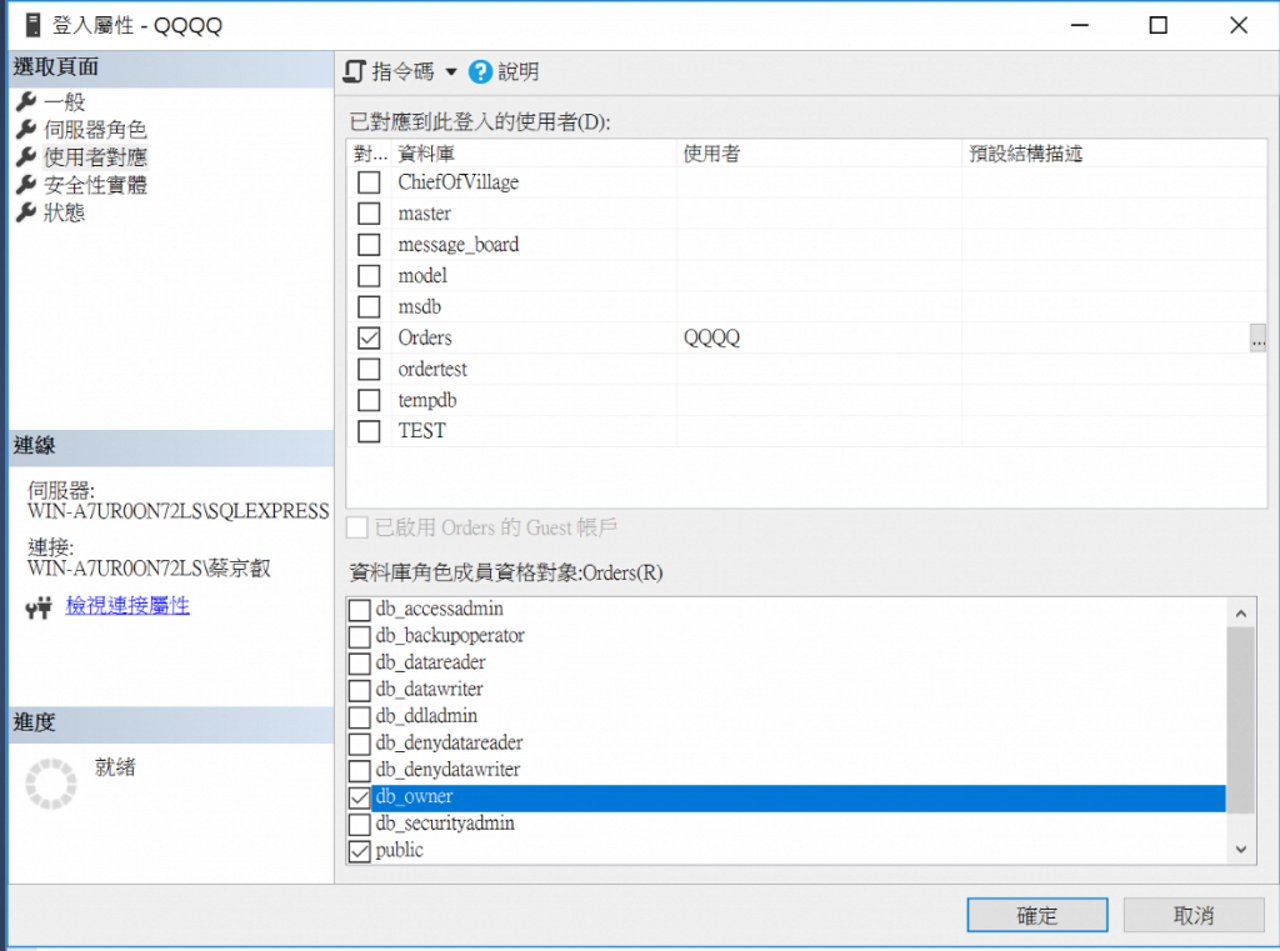 登入屬性 - QQQQ
選取頁面
一般
伺服器角色
使用者對應
安全性實體
狀態
連線
伺服器:
WIN-A7UR0ON72LS\SQLEXPRESS
連接:
WIN-A7UR0ON72LS\蔡京叡
檢視連接屬性
進度
就緒
指令碼 說明
已對應到此登入的使用者(D):
對... 資料庫 使用者 預設結構描述
ChiefOfVillage
master
message_board
model
msdb
Orders QQQQ ...
ordertest
tempdb
TEST
已啟用 Orders 的 Guest 帳戶
資料庫角色成員資格對象:Orders(R)
db_accessadmin
db_backupoperator
db_datareader
db_datawriter
db_ddladmin
db_denydatareader
db_denydatawriter
db_owner
db_securityadmin
public
確定 取消